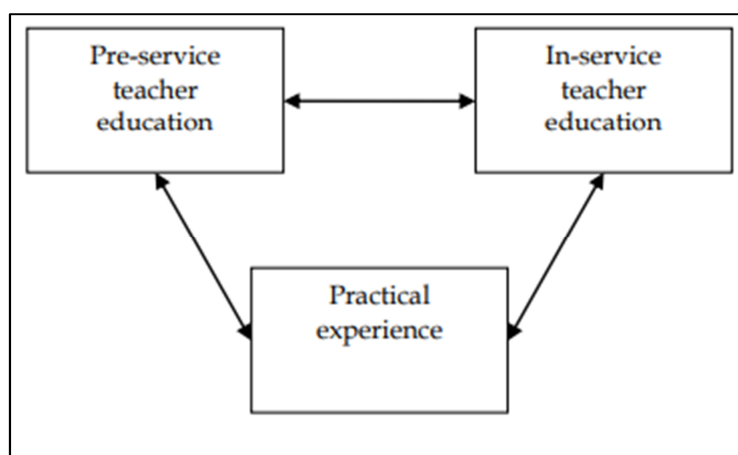 Pre-service
teacher
education
In-service
teacher
education
Practical
experience